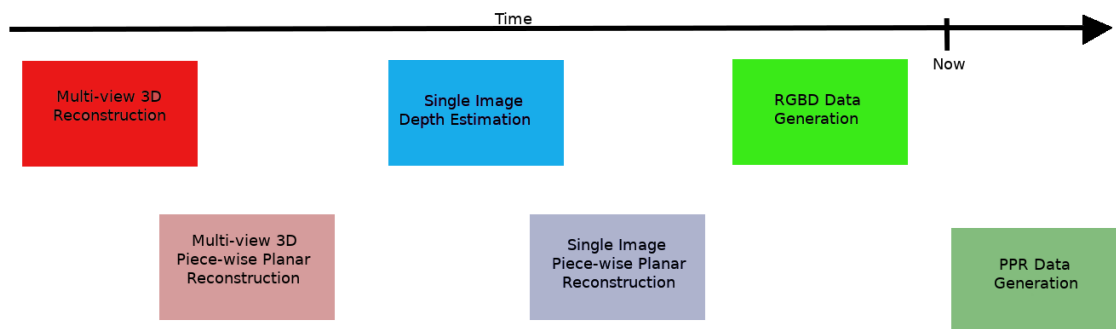 Time
Now
Multi-view 3D
Reconstruction
Single Image
Depth Estimation
RGBD Data
Generation
Multi-view 3D
Piece-wise Planar
Reconstruction
Single Image
Piece-wise Planar
Reconstruction
PPR Data
Generation